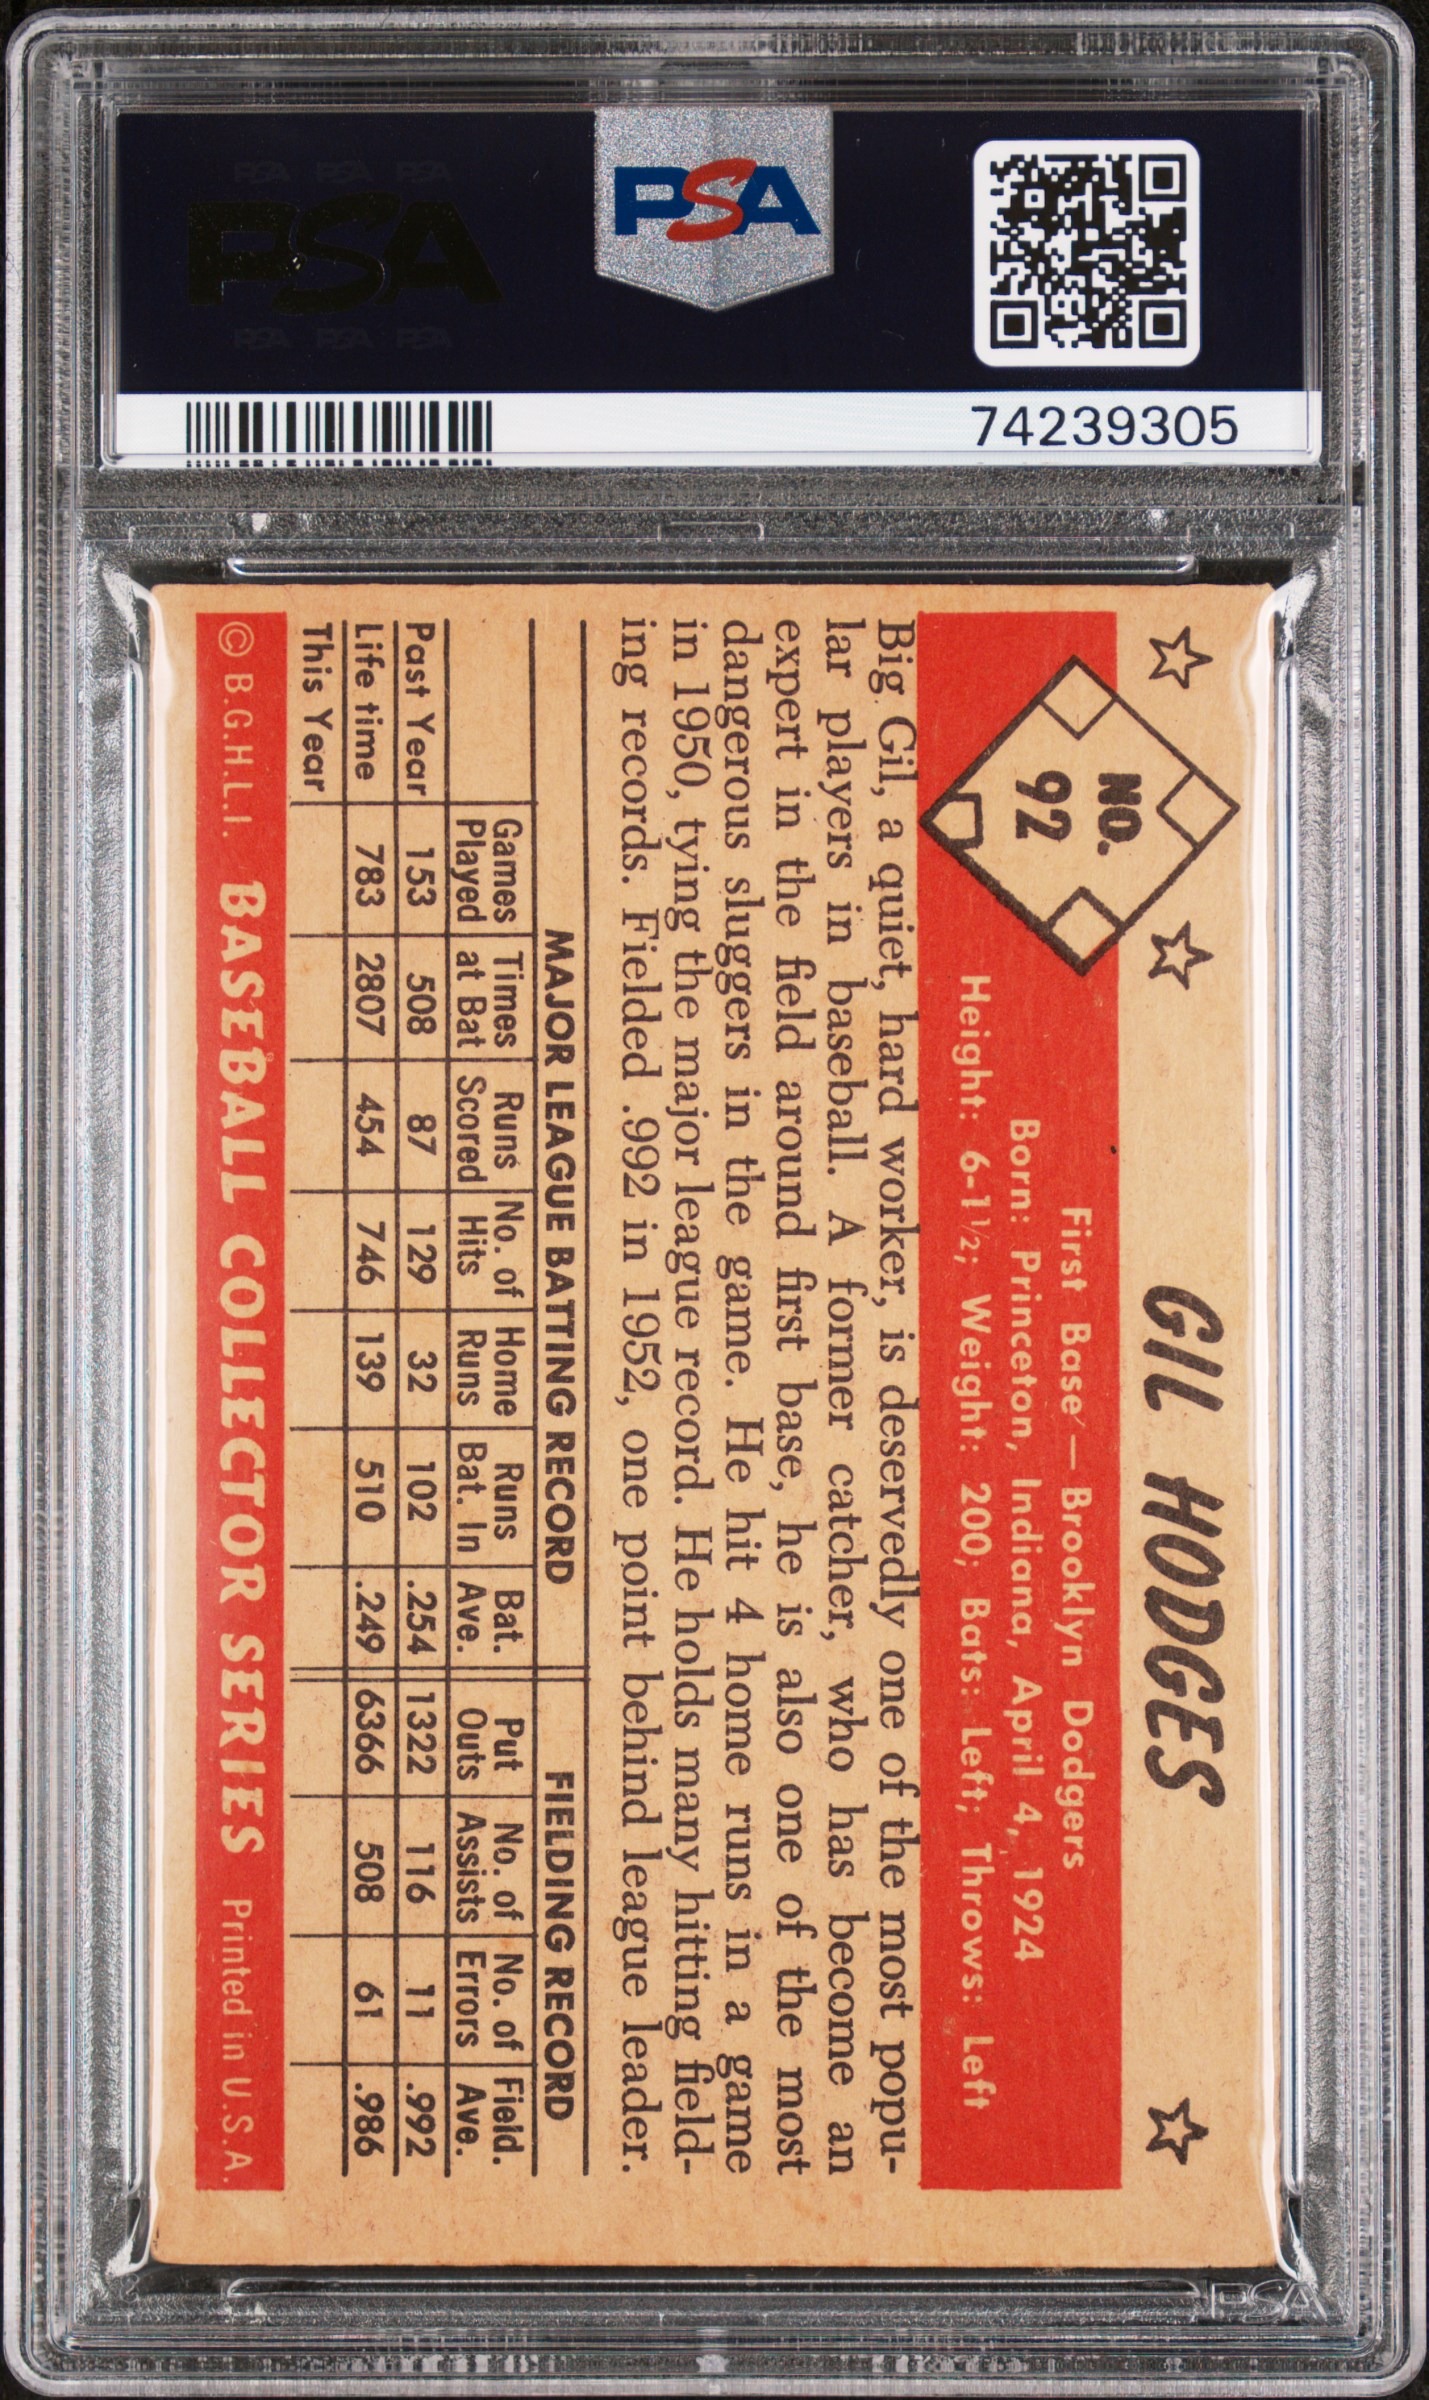 PSA PSA PSA
PSA
PSA PSA PSA
PSA
74239305
GIL HODGES
NO.
92
First Base — Brooklyn Dodgers
Born: Princeton, Indiana, April 4, 1924
Height: 6-1½; Weight: 200; Bats: Left; Throws: Left
Big Gil, a quiet, hard worker, is deservedly one of the most popu-
lar players in baseball. A former catcher, who has become an
expert in the field around first base, he is also one of the most
dangerous sluggers in the game. He hit 4 home runs in a game
in 1950, tying the major league record. He holds many hitting field-
ing records. Fielded .992 in 1952, one point behind league leader.
MAJOR LEAGUE BATTING RECORD FIELDING RECORD
Games Times Runs No. of Home Runs Bat. Put No. of No. of Field.
Played at Bat Scored Hits Runs Bat. In Ave. Outs Assists Errors Ave.
Past Year 153 508 87 129 32 102 .254 1322 116 11 .992
Life time 783 2807 454 746 139 510 .249 6366 508 61 .986
This Year
© B.G.H.L.I. BASEBALL COLLECTOR SERIES Printed in U.S.A.
PSA